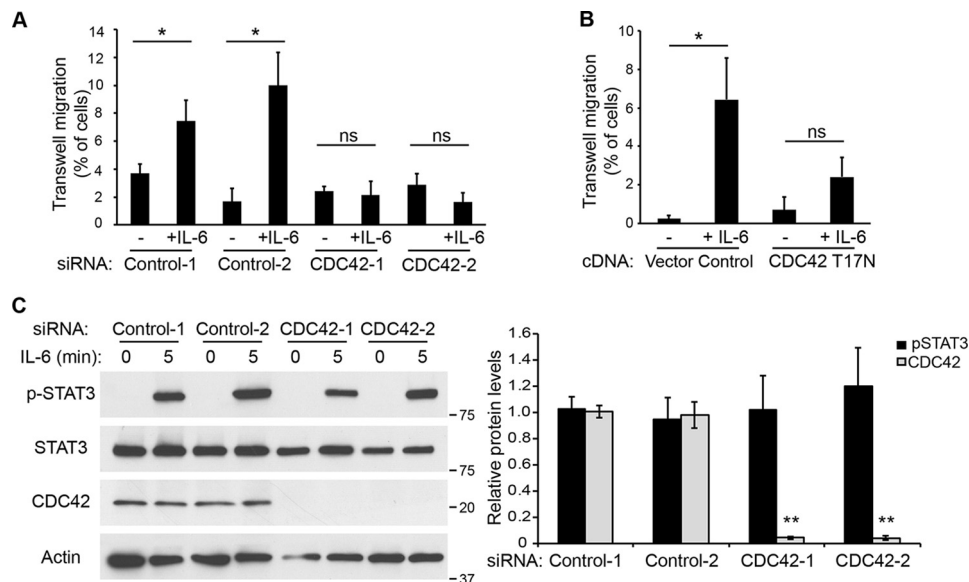 A
Transwell migration
(% of cells)
14
12
10
8
6
4
2
0
*
*
ns
ns
- +IL-6 - +IL-6 - +IL-6 - +IL-6
siRNA: Control-1 Control-2 CDC42-1 CDC42-2
B
Transwell migration
(% of cells)
10
8
6
4
2
0
*
ns
- + IL-6 - + IL-6
cDNA: Vector Control CDC42 T17N
C
siRNA: Control-1 Control-2 CDC42-1 CDC42-2
IL-6 (min): 0 5 0 5 0 5 0 5
p-STAT3
75
STAT3
75
CDC42
20
Actin
37
Relative protein levels
1.6
1.4
1.2
1.0
0.8
0.6
0.4
0.2
0
pSTAT3
CDC42
**
**
siRNA: Control-1 Control-2 CDC42-1 CDC42-2